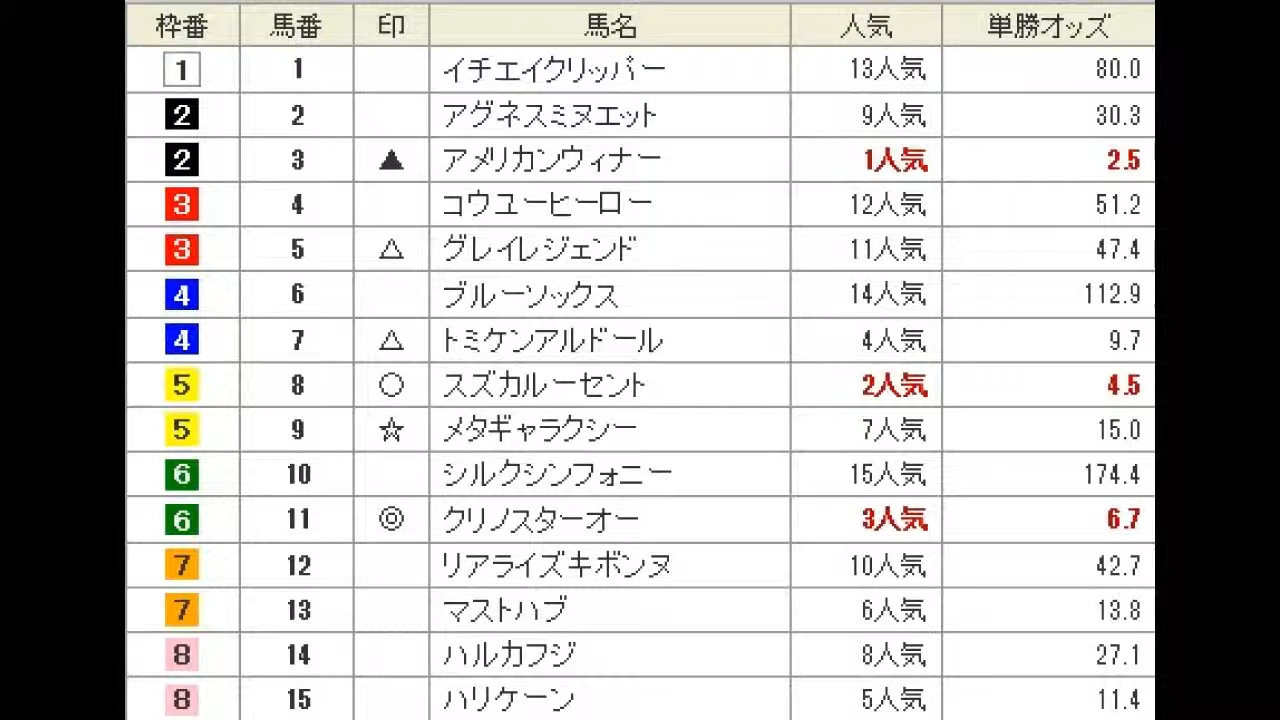 枠番 馬番 印 馬名 人気 単勝オッズ
1 1 イチエイクリッパー 13人気 80.0
2 2 アグネスミヌエット 9人気 30.3
2 3 ▲ アメリカンウィナー 1人気 2.5
3 4 コウユーヒーロー 12人気 51.2
3 5 △ グレイレジェンド 11人気 47.4
4 6 ブルーソックス 14人気 112.9
4 7 △ トミケンアルドール 4人気 9.7
5 8 ○ スズカルーセント 2人気 4.5
5 9 ☆ メタギャラクシー 7人気 15.0
6 10 シルクシンフォニー 15人気 174.4
6 11 ◎ クリノスターオー 3人気 6.7
7 12 リアライズキボンヌ 10人気 42.7
7 13 マストハブ 6人気 13.8
8 14 ハルカフジ 8人気 27.1
8 15 ハリケーン 5人気 11.4